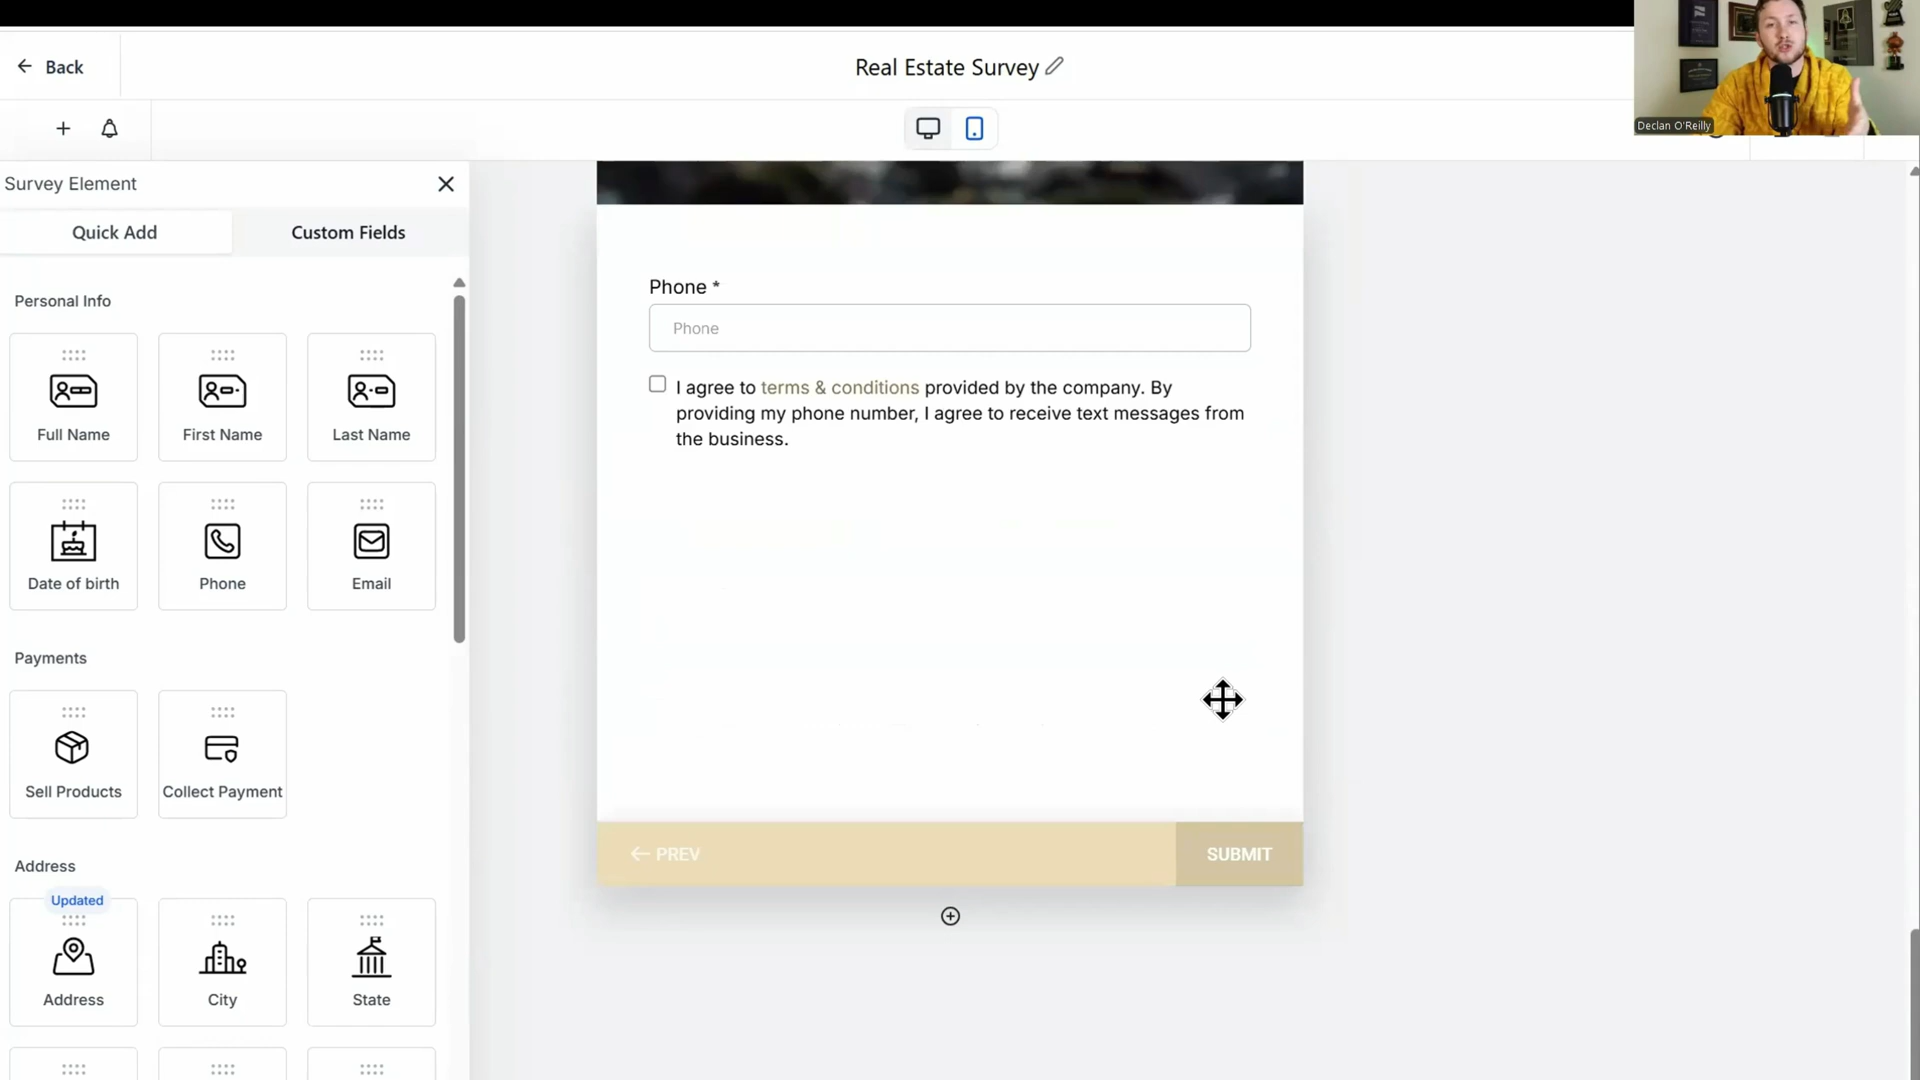 Back
Real Estate Survey
Declan O'Reilly
Survey Element
Quick Add
Custom Fields
Personal Info
Full Name
First Name
Last Name
Date of birth
Phone
Email
Payments
Sell Products
Collect Payment
Address
Updated
Address
City
State
Phone *
Phone
I agree to terms & conditions provided by the company. By
providing my phone number, I agree to receive text messages from
the business.
PREV
SUBMIT